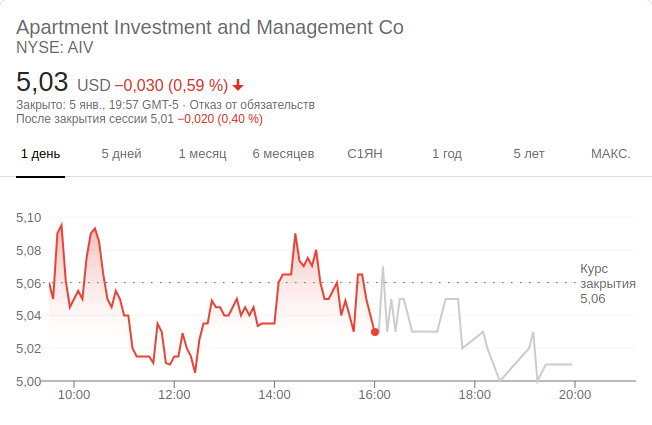 Apartment Investment and Management Co
NYSE: AIV
5,03 USD −0,030 (0,59 %)
Закрыто: 5 янв., 19:57 GMT-5 · Отказ от обязательств
После закрытия сессии 5,01 −0,020 (0,40 %)
1 день 5 дней 1 месяц 6 месяцев С1ЯН 1 год 5 лет МАКС.
5,10
5,08
5,06
5,04
5,02
5,00
Курс
закрытия
5,06
10:00 12:00 14:00 16:00 18:00 20:00